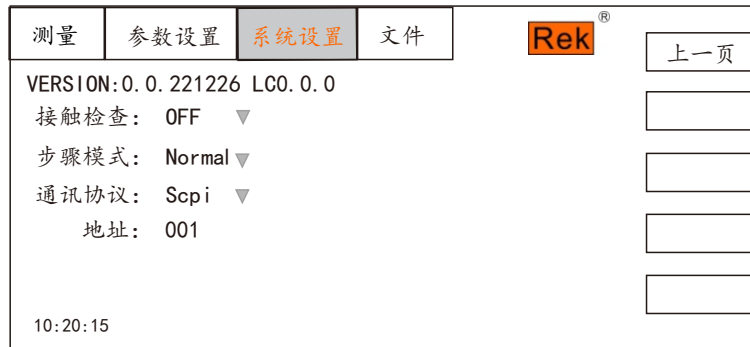 测量 参数设置 系统设置 文件 Rek®
上一页
VERSION:0.0.221226 LC0.0.0
接触检查: OFF
步骤模式: Normal
通讯协议: Scpi
地址: 001
10:20:15